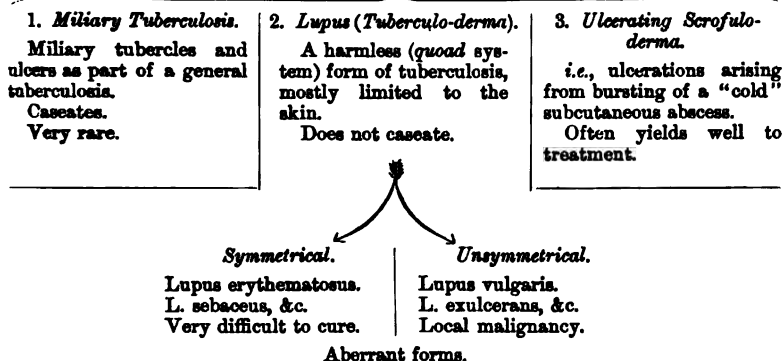 1. Miliary Tuberculosis.
Miliary tubercles and
ulcers as part of a general
tuberculosis.
Caseates.
Very rare.
2. Lupus (Tuberculo-derma).
A harmless (quoad sys-
tem) form of tuberculosis,
mostly limited to the
skin.
Does not caseate.
3. Ulcerating Scrofulo-
derma.
i.e., ulcerations arising
from bursting of a "cold"
subcutaneous abscess.
Often yields well to
treatment.
Symmetrical.
Lupus erythematosus.
L. sebaceus, &c.
Very difficult to cure.
Unsymmetrical.
Lupus vulgaris.
L. exulcerans, &c.
Local malignancy.
Aberrant forms.